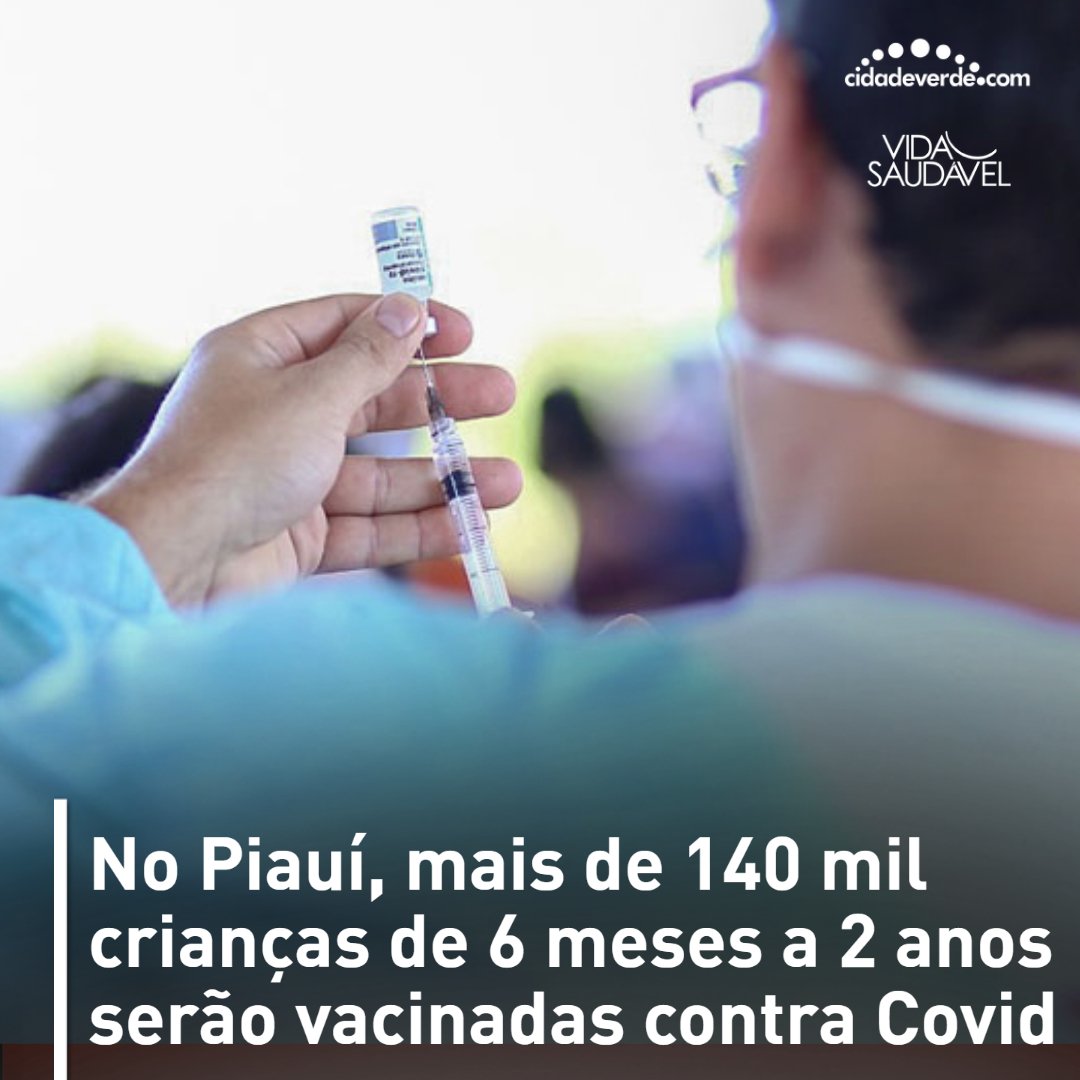 cidadeverde.com
VIDA
SAUDÁVEL
No Piauí, mais de 140 mil
crianças de 6 meses a 2 anos
serão vacinadas contra Covid